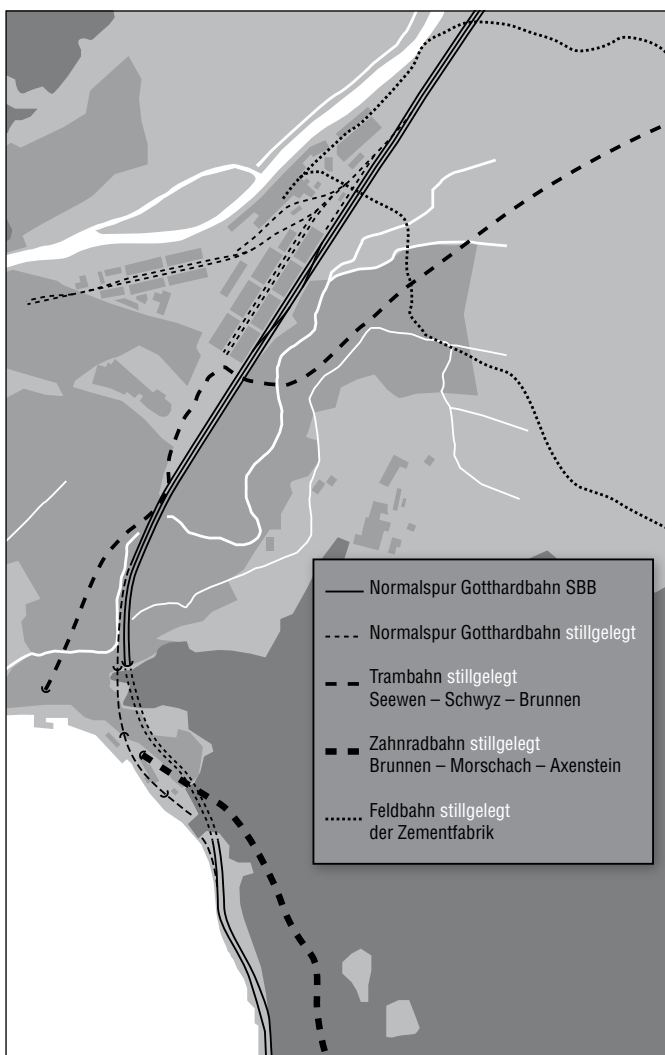 Normalspur Gotthardbahn SBB
Normalspur Gotthardbahn stillgelegt
Trambahn stillgelegt
Seewen – Schwyz – Brunnen
Zahnradbahn stillgelegt
Brunnen – Morschach – Axenstein
Feldbahn stillgelegt
der Zementfabrik